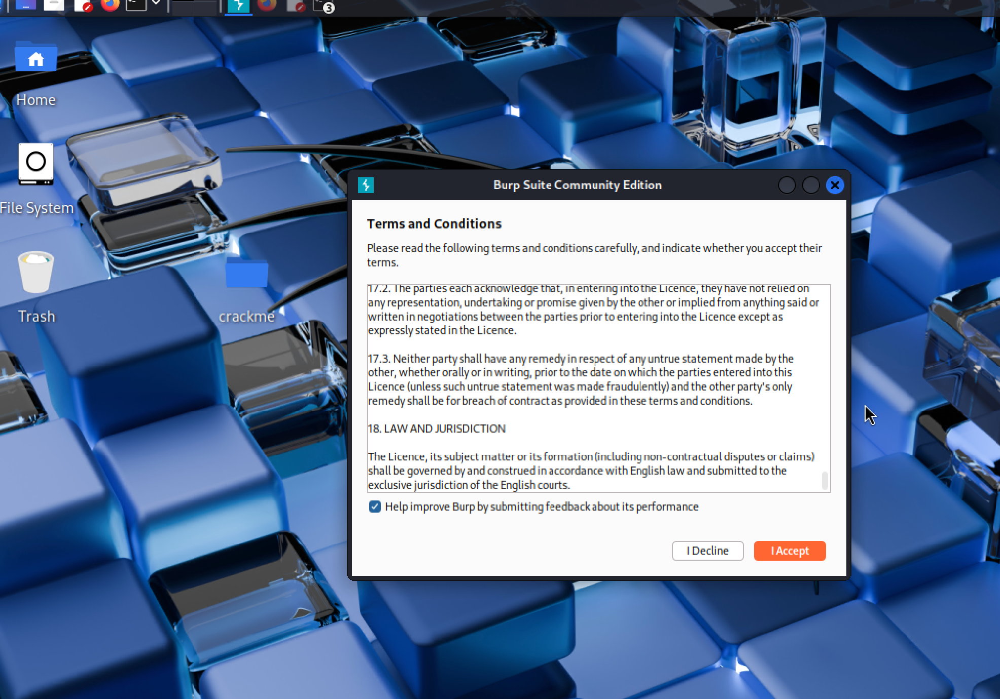 3
Home
File System
Trash
crackme
Burp Suite Community Edition
Terms and Conditions
Please read the following terms and conditions carefully, and indicate whether you accept their
terms.
17.2. The parties each acknowledge that, in entering into the Licence, they have not relied on
any representation, undertaking or promise given by the other or implied from anything said or
written in negotiations between the parties prior to entering into the Licence except as
expressly stated in the Licence.
17.3. Neither party shall have any remedy in respect of any untrue statement made by the
other, whether orally or in writing, prior to the date on which the parties entered into this
Licence (unless such untrue statement was made fraudulently) and the other party's only
remedy shall be for breach of contract as provided in these terms and conditions.
18. LAW AND JURISDICTION
The Licence, its subject matter or its formation (including non-contractual disputes or claims)
shall be governed by and construed in accordance with English law and submitted to the
exclusive jurisdiction of the English courts.
Help improve Burp by submitting feedback about its performance
I Decline
I Accept